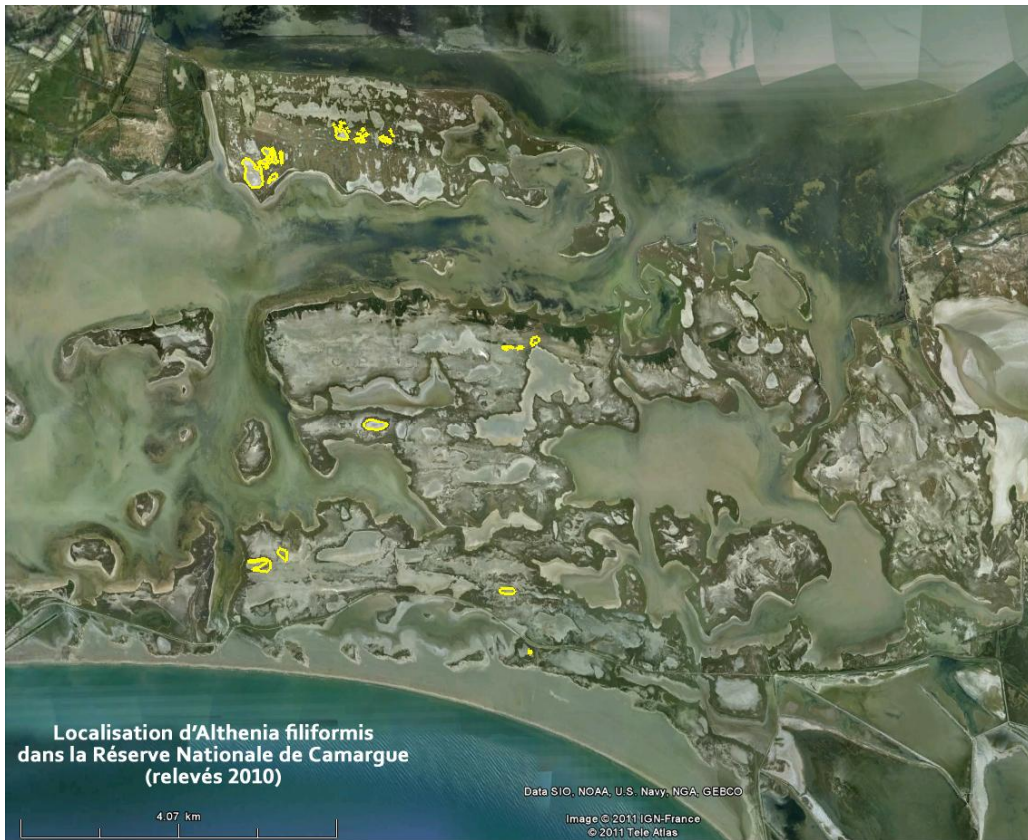 Localisation d'Althenia filiformis
dans la Réserve Nationale de Camargue
(relevés 2010)
4.07 km
Data SIO, NOAA, U.S. Navy, NGA, GEBCO
Image © 2011 IGN-France
© 2011 Tele Atlas